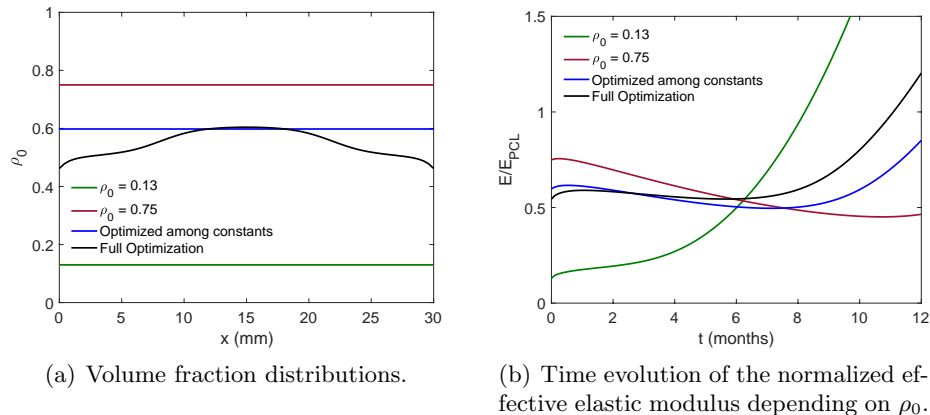 1
0.8
0.6
0.4
0.2
0
ρ0
ρ0 = 0.13
ρ0 = 0.75
Optimized among constants
Full Optimization
0 5 10 15 20 25 30
x (mm)
(a) Volume fraction distributions.
1.5
1
0.5
0
E/EPCL
ρ0 = 0.13
ρ0 = 0.75
Optimized among constants
Full Optimization
0 2 4 6 8 10 12
t (months)
(b) Time evolution of the normalized ef-
fective elastic modulus depending on ρ0.